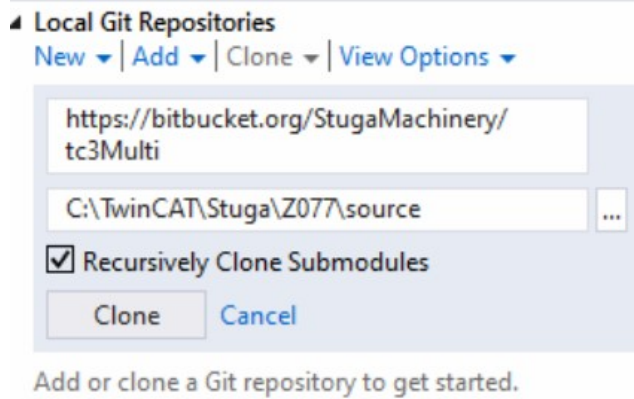 Local Git Repositories
New | Add | Clone | View Options
https://bitbucket.org/StugaMachinery/
tc3Multi
C:\TwinCAT\Stuga\Z077\source
...
Recursively Clone Submodules
Clone Cancel
Add or clone a Git repository to get started.